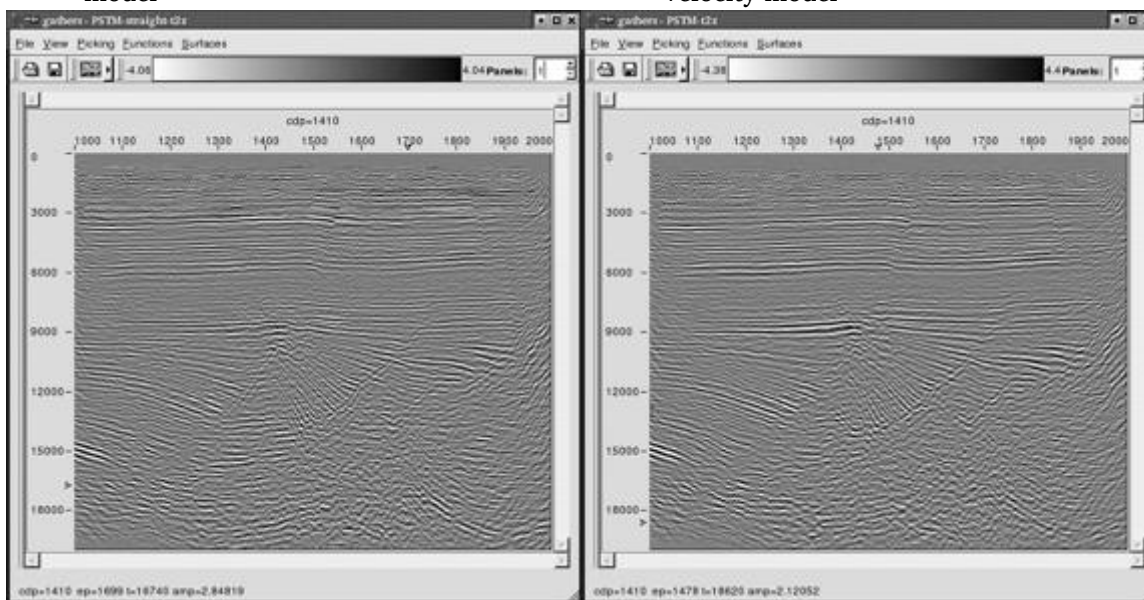 model
velocity model
gathers - PSTM-straight-t2x
File View Picking Functions Surfaces
-4.06 4.04 Panels: 1
cdp=1410
1000 1100 1200 1300 1400 1500 1600 1700 1800 1900 2000
0
3000
6000
9000
12000
15000
18000
cdp=1410 ep=1699 t=16740 amp=2.84819
gathers - PSTM-t2x
File View Picking Functions Surfaces
-4.38 4.4 Panels: 1
cdp=1410
1000 1100 1200 1300 1400 1500 1600 1700 1800 1900 2000
0
3000
6000
9000
12000
15000
18000
cdp=1410 ep=1478 t=18620 amp=2.12052